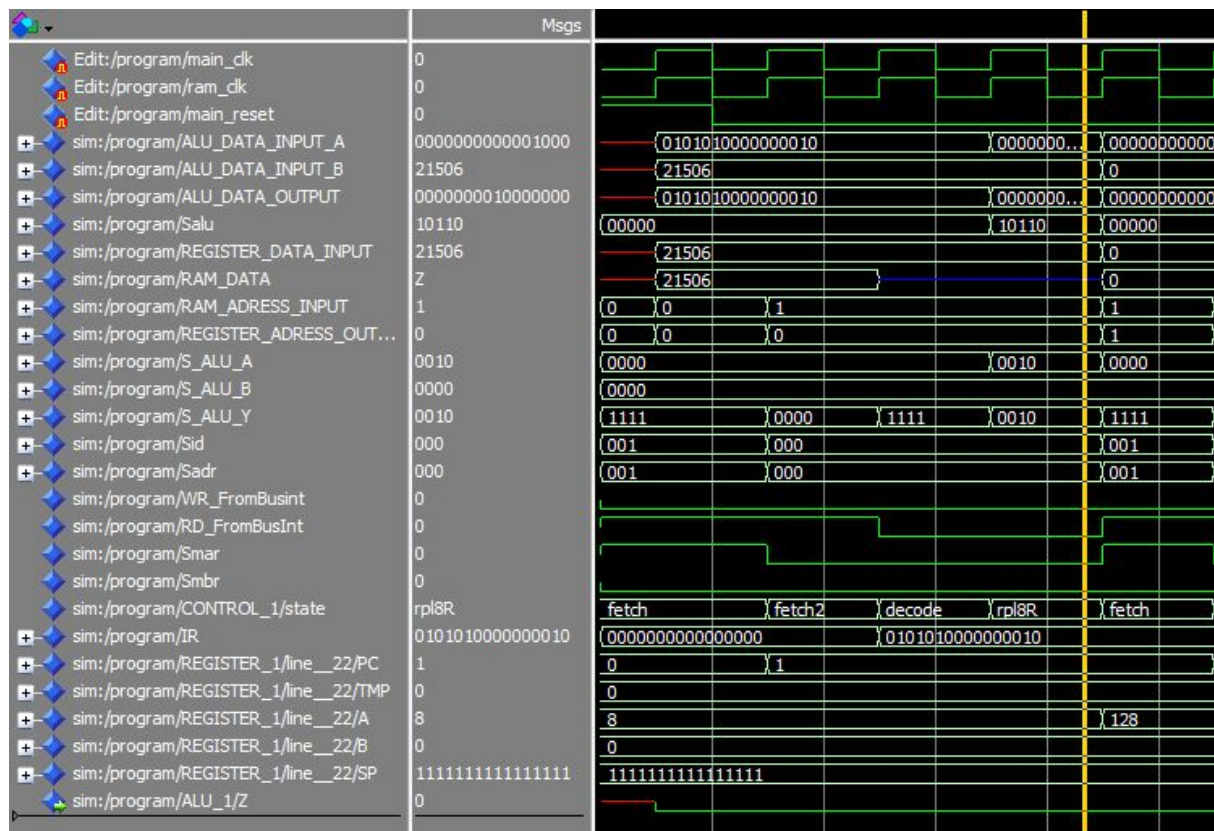 Msgs
Edit:/program/main_clk 0
Edit:/program/ram_clk 0
Edit:/program/main_reset 0
sim:/program/ALU_DATA_INPUT_A 0000000000001000 0101010000000010 0000000... 00000000000
sim:/program/ALU_DATA_INPUT_B 21506 21506 0
sim:/program/ALU_DATA_OUTPUT 0000000010000000 0101010000000010 0000000... 00000000000
sim:/program/Salu 10110 00000 10110 00000
sim:/program/REGISTER_DATA_INPUT 21506 21506 0
sim:/program/RAM_DATA Z 21506 0
sim:/program/RAM_ADRESS_INPUT 1 0 0 1 1
sim:/program/REGISTER_ADRESS_OUT... 0 0 0 0 1
sim:/program/S_ALU_A 0010 0000 0010 0000
sim:/program/S_ALU_B 0000 0000
sim:/program/S_ALU_Y 0010 1111 0000 1111 0010 1111
sim:/program/Sid 000 001 000 001
sim:/program/Sadr 000 001 000 001
sim:/program/WR_FromBusint 0
sim:/program/RD_FromBusInt 0
sim:/program/Smar 0
sim:/program/Smbr 0
sim:/program/CONTROL_1/state rpl8R fetch fetch2 decode rpl8R fetch
sim:/program/IR 0101010000000010 0000000000000000 0101010000000010
sim:/program/REGISTER_1/line__22/PC 1 0 1
sim:/program/REGISTER_1/line__22/TMP 0 0
sim:/program/REGISTER_1/line__22/A 8 8 128
sim:/program/REGISTER_1/line__22/B 0 0
sim:/program/REGISTER_1/line__22/SP 1111111111111111 1111111111111111
sim:/program/ALU_1/Z 0